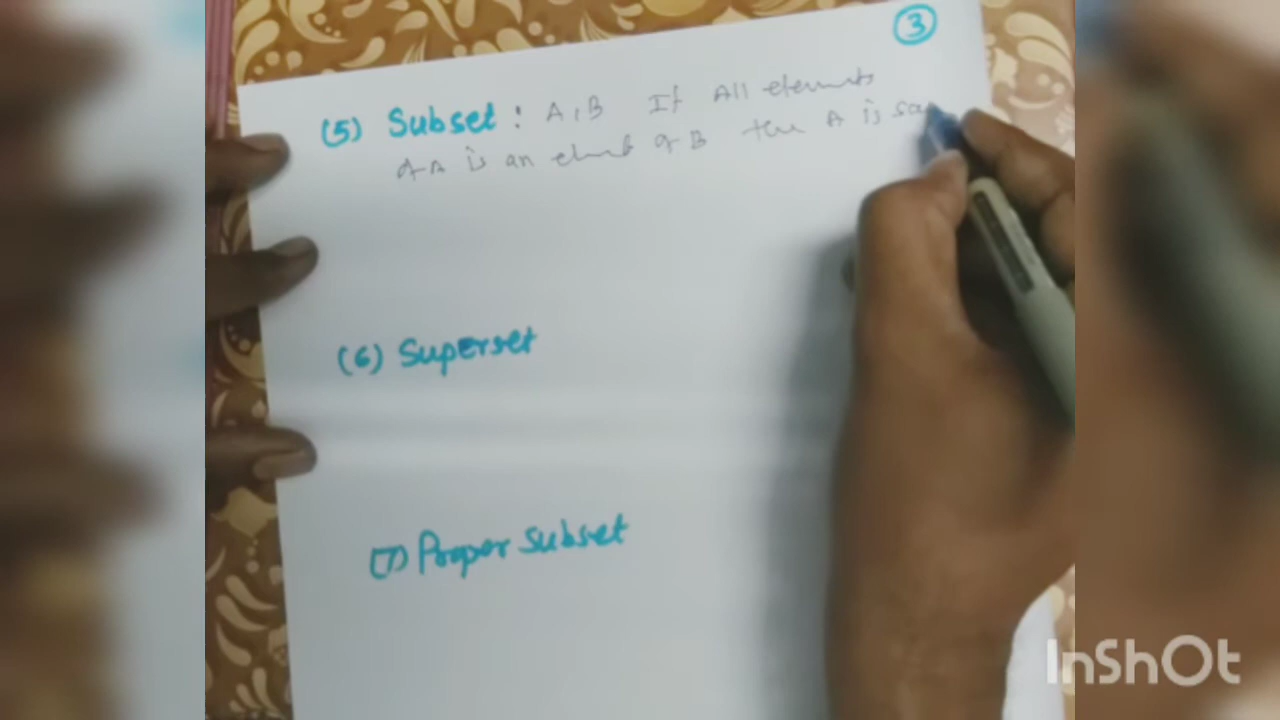 3
(5) Subset : A, B If All elements
of A is an elmt of B then A is sa
(6) Superset
(7) Proper subset
InShOt